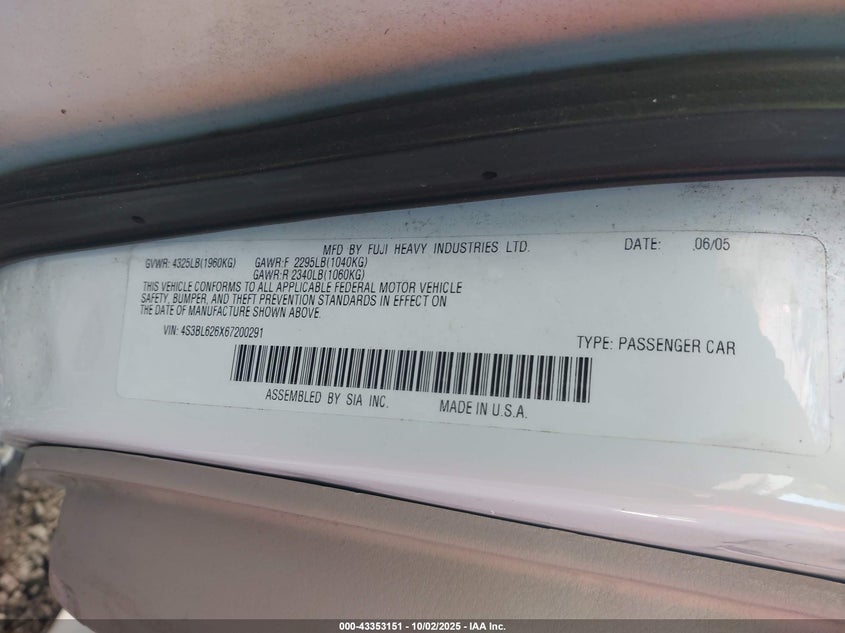 MFD BY FUJI HEAVY INDUSTRIES LTD. DATE: 06/05
GVWR: 4325LB(1960KG) GAWR:F 2295LB(1040KG)
GAWR:R 2340LB(1060KG)
THIS VEHICLE CONFORMS TO ALL APPLICABLE FEDERAL MOTOR VEHICLE
SAFETY, BUMPER, AND THEFT PREVENTION STANDARDS IN EFFECT ON
THE DATE OF MANUFACTURE SHOWN ABOVE.
VIN: 4S3BL626X67200291 TYPE: PASSENGER CAR
ASSEMBLED BY SIA INC. MADE IN U.S.A.
000-43353151 - 10/02/2025 - IAA Inc.